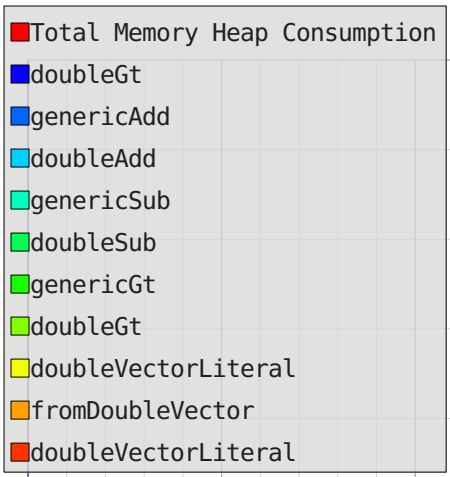 Total Memory Heap Consumption
doubleGt
genericAdd
doubleAdd
genericSub
doubleSub
genericGt
doubleGt
doubleVectorLiteral
fromDoubleVector
doubleVectorLiteral